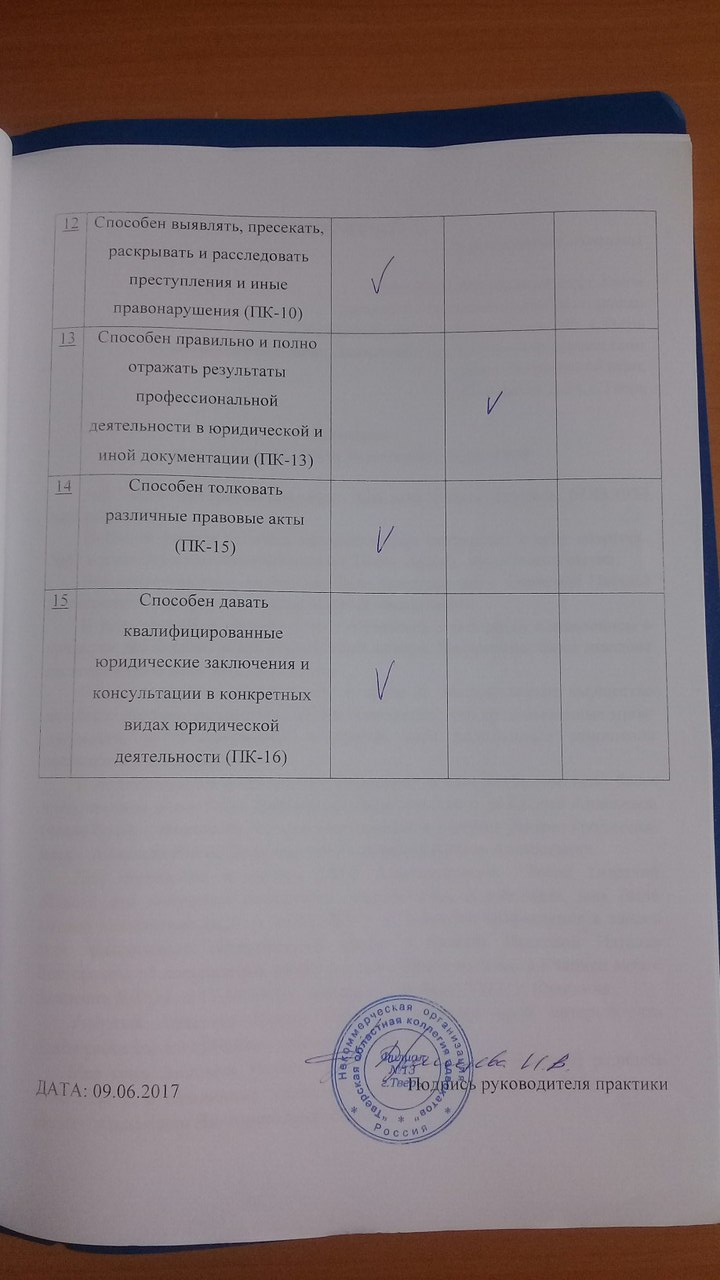 12
Способен выявлять, пресекать,
раскрывать и расследовать
преступления и иные
правонарушения (ПК-10)
13
Способен правильно и полно
отражать результаты
профессиональной
деятельности в юридической и
иной документации (ПК-13)
14
Способен толковать
различные правовые акты
(ПК-15)
15
Способен давать
квалифицированные
юридические заключения и
консультации в конкретных
видах юридической
деятельности (ПК-16)
Некоммерческая организация
"Тверская областная коллегия адвокатов"
Филиал
№13
г.Тверь
Россия
И.В.
ДАТА: 09.06.2017
Подпись руководителя практики